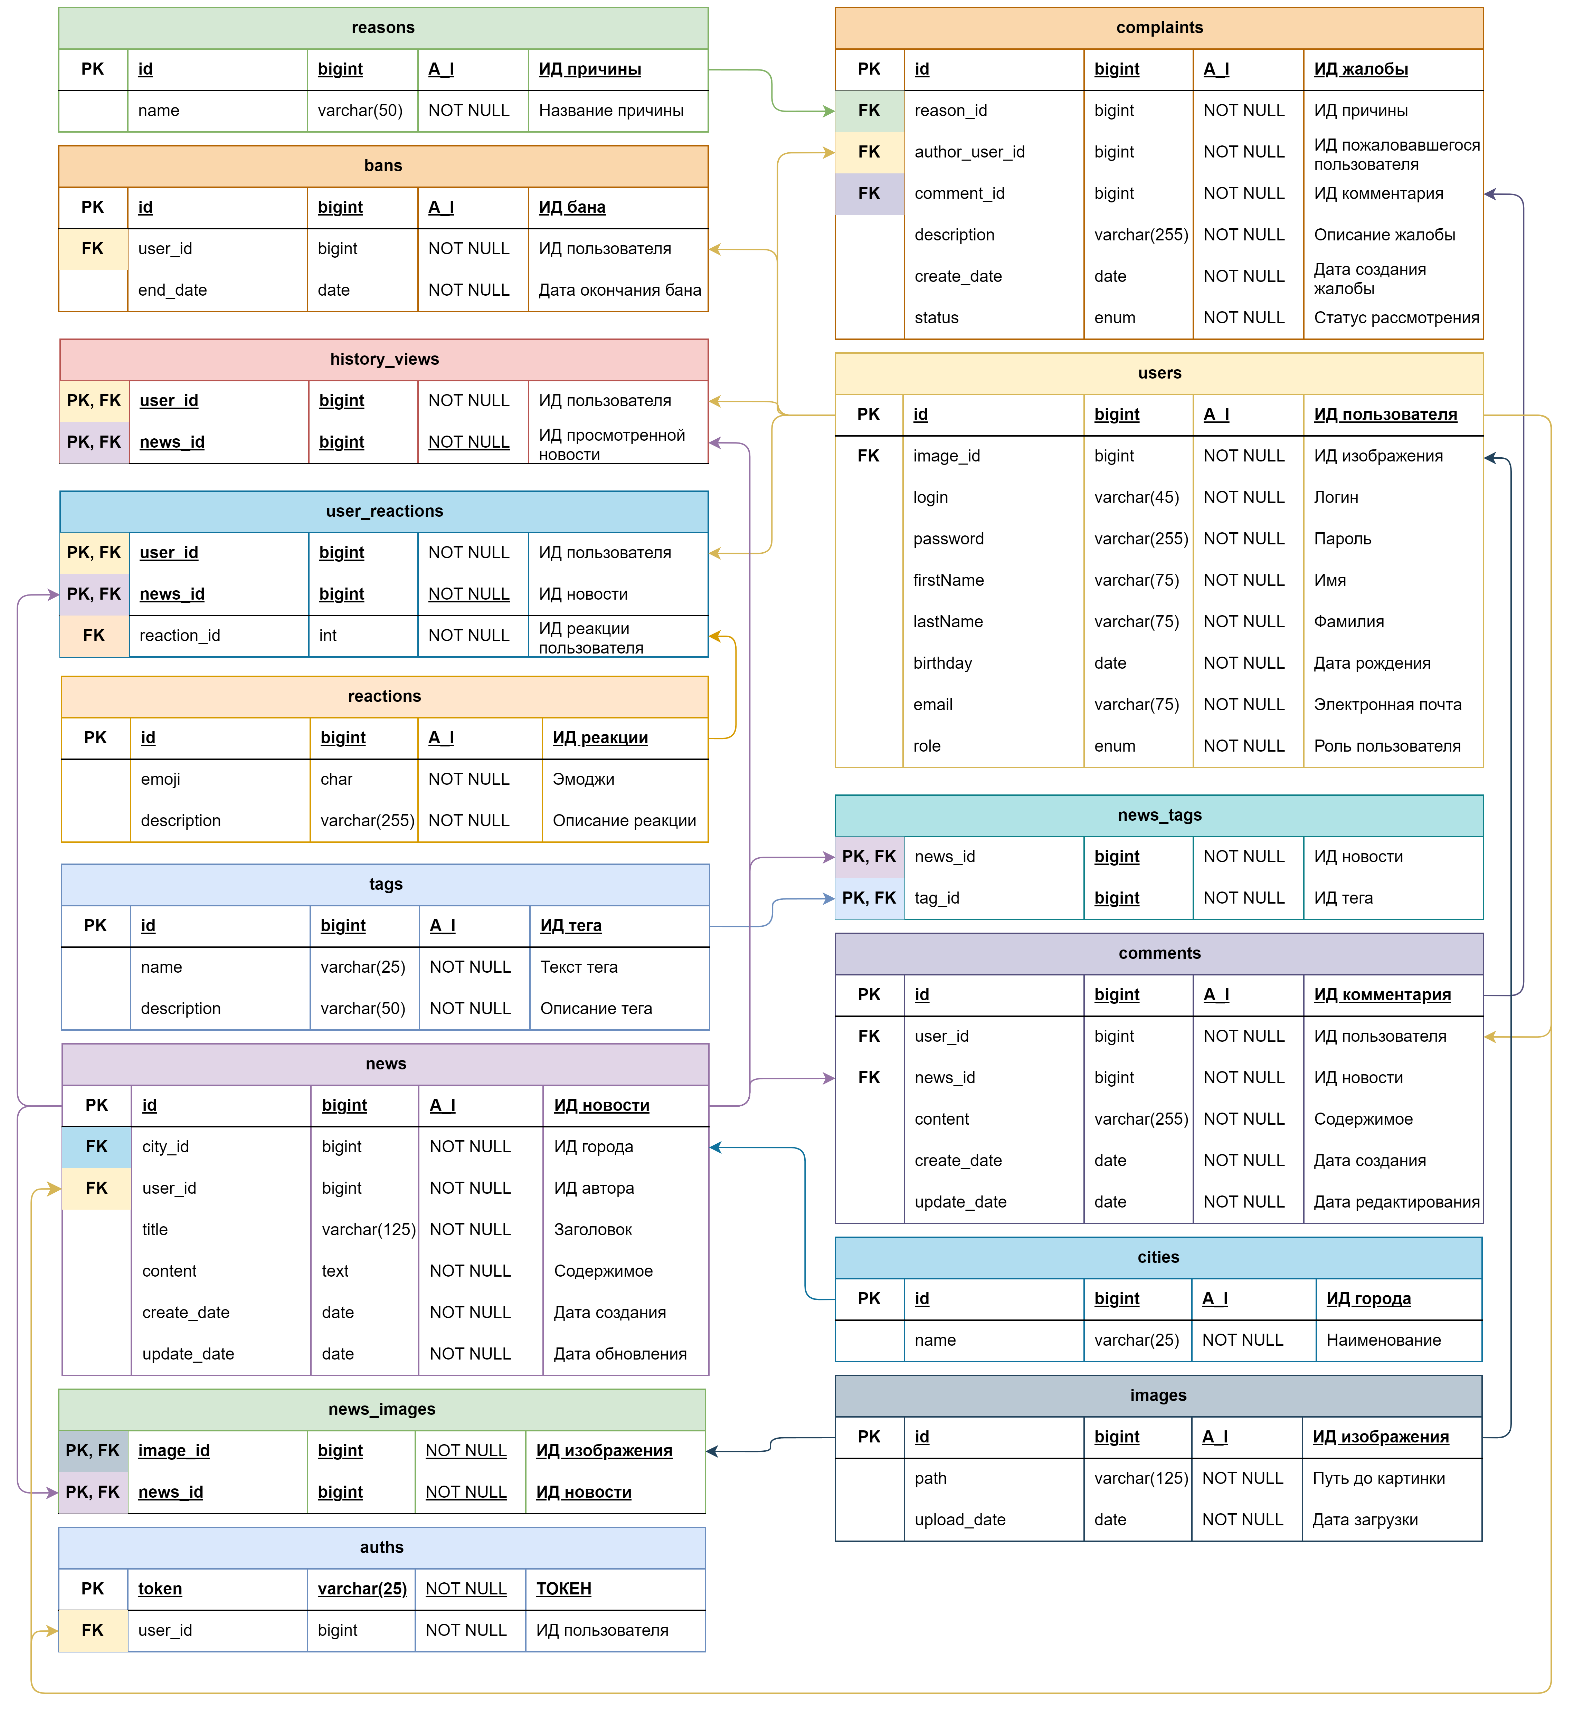 reasons
PK id bigint A_I ИД причины
name varchar(50) NOT NULL Название причины
bans
PK id bigint A_I ИД бана
FK user_id bigint NOT NULL ИД пользователя
end_date date NOT NULL Дата окончания бана
history_views
PK, FK user_id bigint NOT NULL ИД пользователя
PK, FK news_id bigint NOT NULL ИД просмотренной
новости
user_reactions
PK, FK user_id bigint NOT NULL ИД пользователя
PK, FK news_id bigint NOT NULL ИД новости
FK reaction_id int NOT NULL ИД реакции
пользователя
reactions
PK id bigint A_I ИД реакции
emoji char NOT NULL Эмоджи
description varchar(255) NOT NULL Описание реакции
tags
PK id bigint A_I ИД тега
name varchar(25) NOT NULL Текст тега
description varchar(50) NOT NULL Описание тега
news
PK id bigint A_I ИД новости
FK city_id bigint NOT NULL ИД города
FK user_id bigint NOT NULL ИД автора
title varchar(125) NOT NULL Заголовок
content text NOT NULL Содержимое
create_date date NOT NULL Дата создания
update_date date NOT NULL Дата обновления
news_images
PK, FK image_id bigint NOT NULL ИД изображения
PK, FK news_id bigint NOT NULL ИД новости
auths
PK token varchar(25) NOT NULL ТОКЕН
FK user_id bigint NOT NULL ИД пользователя
complaints
PK id bigint A_I ИД жалобы
FK reason_id bigint NOT NULL ИД причины
FK author_user_id bigint NOT NULL ИД пожаловавшегося
пользователя
FK comment_id bigint NOT NULL ИД комментария
description varchar(255) NOT NULL Описание жалобы
create_date date NOT NULL Дата создания
жалобы
status enum NOT NULL Статус рассмотрения
users
PK id bigint A_I ИД пользователя
FK image_id bigint NOT NULL ИД изображения
login varchar(45) NOT NULL Логин
password varchar(255) NOT NULL Пароль
firstName varchar(75) NOT NULL Имя
lastName varchar(75) NOT NULL Фамилия
birthday date NOT NULL Дата рождения
email varchar(75) NOT NULL Электронная почта
role enum NOT NULL Роль пользователя
news_tags
PK, FK news_id bigint NOT NULL ИД новости
PK, FK tag_id bigint NOT NULL ИД тега
comments
PK id bigint A_I ИД комментария
FK user_id bigint NOT NULL ИД пользователя
FK news_id bigint NOT NULL ИД новости
content varchar(255) NOT NULL Содержимое
create_date date NOT NULL Дата создания
update_date date NOT NULL Дата редактирования
cities
PK id bigint A_I ИД города
name varchar(25) NOT NULL Наименование
images
PK id bigint A_I ИД изображения
path varchar(125) NOT NULL Путь до картинки
upload_date date NOT NULL Дата загрузки